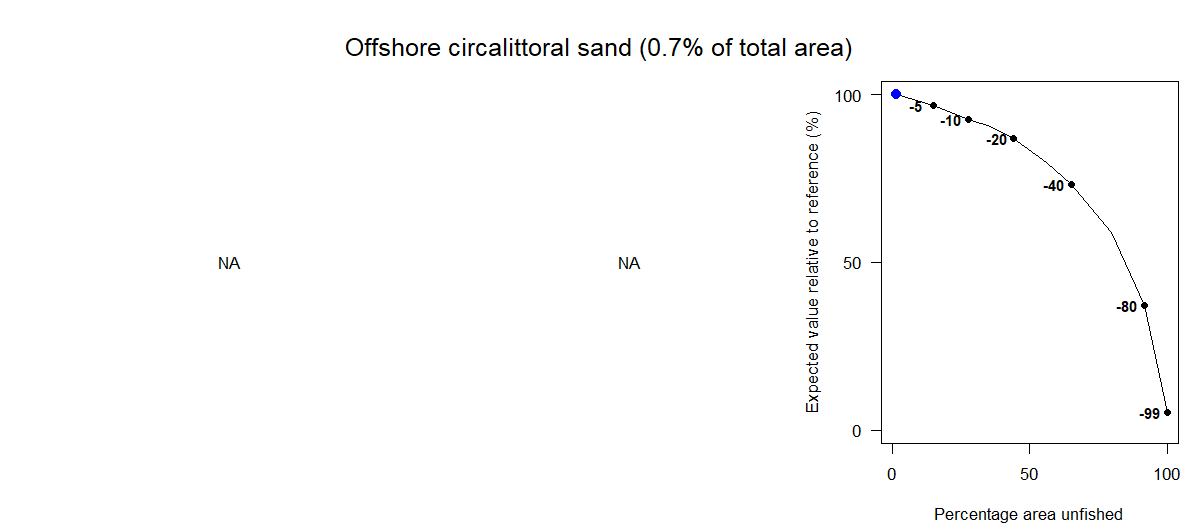 Offshore circalittoral sand (0.7% of total area)
NA
NA
Expected value relative to reference (%)
100
50
0
-5
-10
-20
-40
-80
-99
0 50 100
Percentage area unfished